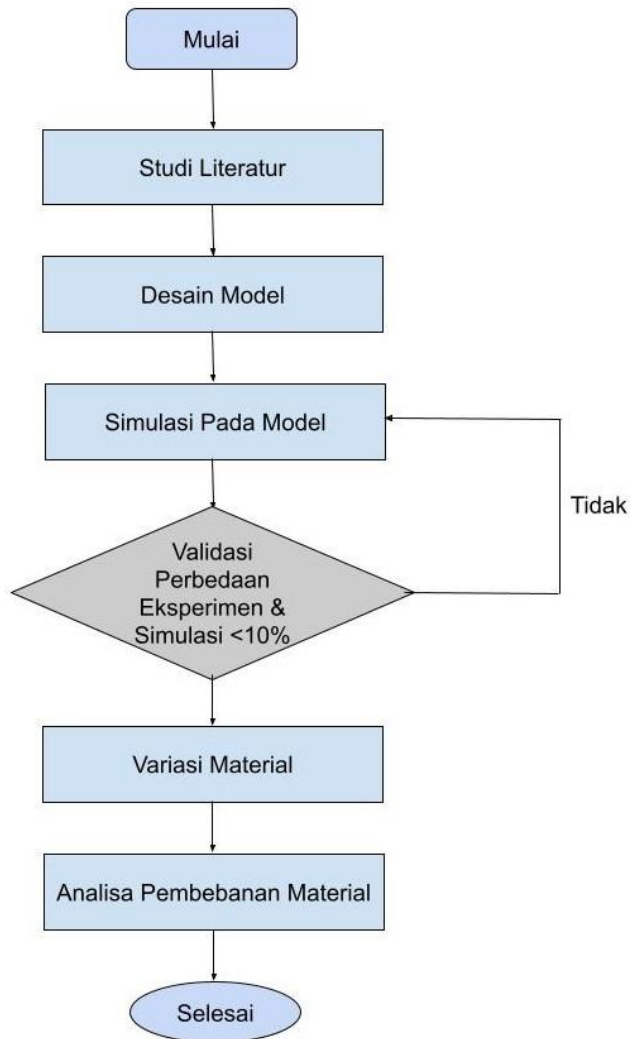 Mulai
Studi Literatur
Desain Model
Simulasi Pada Model
Tidak
Validasi
Perbedaan
Eksperimen &
Simulasi <10%
Variasi Material
Analisa Pembebanan Material
Selesai